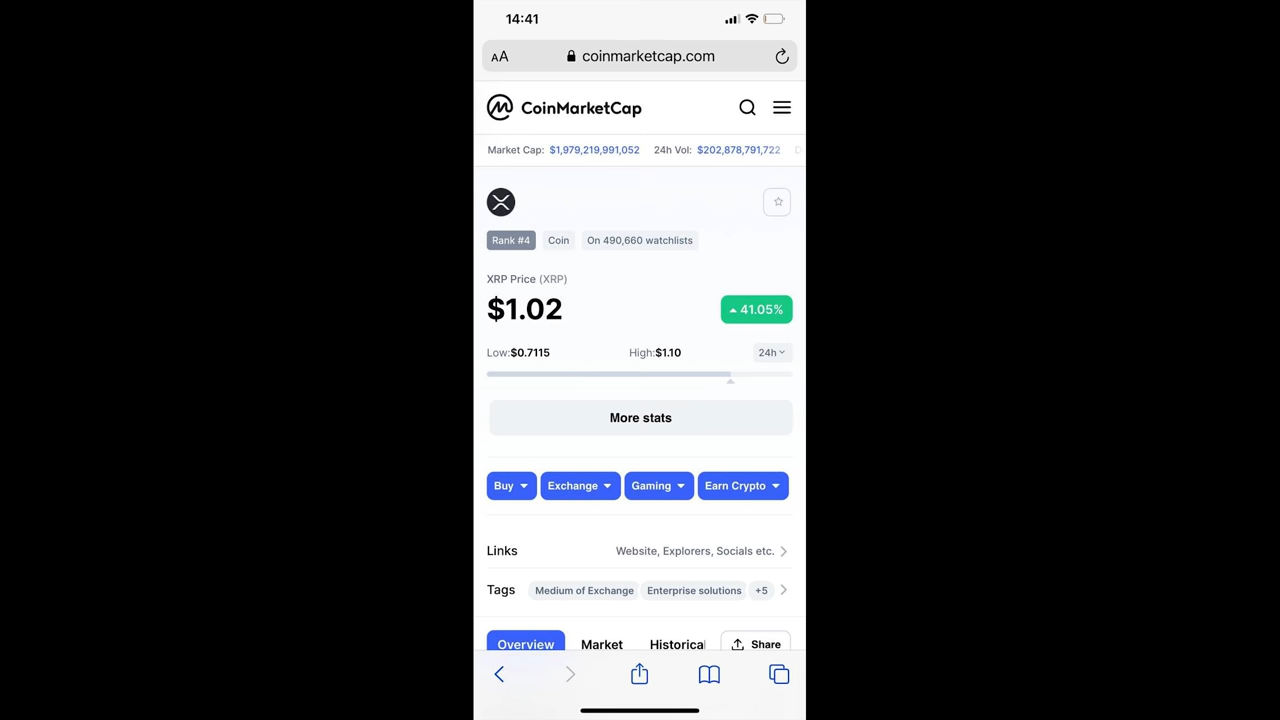 14:41
AA coinmarketcap.com
CoinMarketCap
Market Cap: $1,979,219,991,052 24h Vol: $202,878,791,722 D
Rank #4 Coin On 490,660 watchlists
XRP Price (XRP)
$1.02 41.05%
Low:$0.7115 High:$1.10 24h
More stats
Buy Exchange Gaming Earn Crypto
Links Website, Explorers, Socials etc.
Tags Medium of Exchange Enterprise solutions +5
Overview Market Historical Share